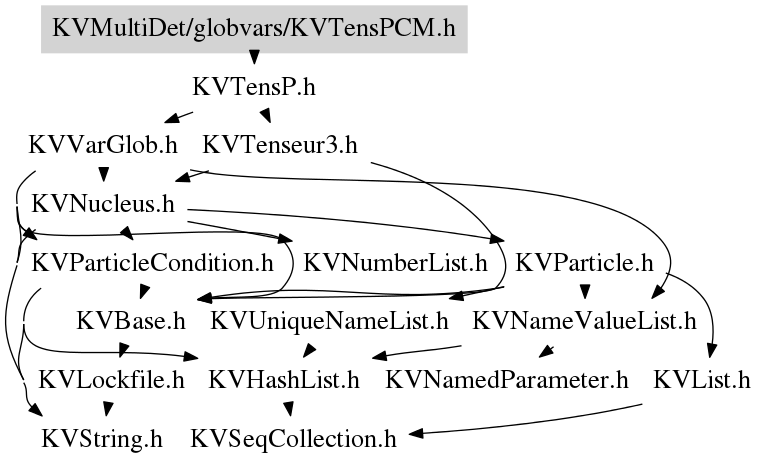 KVMultiDet/globvars/KVTensPCM.h
KVTensP.h
KVVarGlob.h KVTenseur3.h
KVNucleus.h
KVParticleCondition.h KVNumberList.h KVParticle.h
KVBase.h KVUniqueNameList.h KVNameValueList.h
KVLockfile.h KVHashList.h KVNamedParameter.h KVList.h
KVString.h KVSeqCollection.h